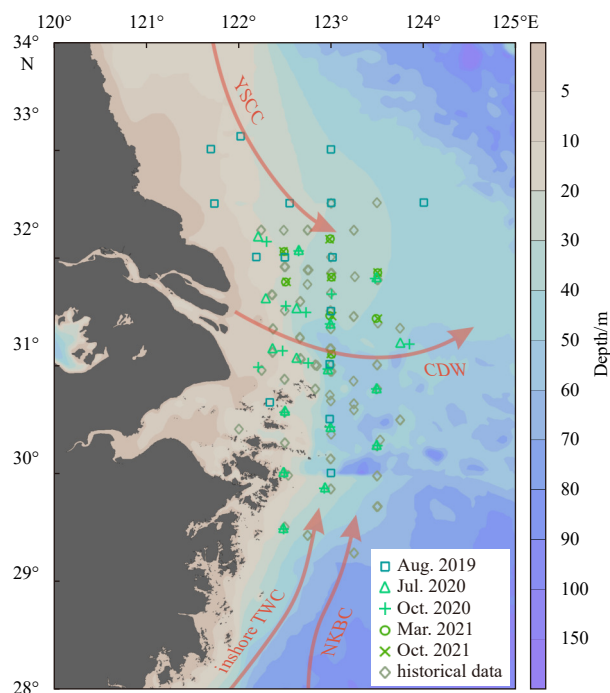 120° 121° 122° 123° 124° 125°E
34°
N
33°
32°
31°
30°
29°
28°
YSCC
CDW
inshore TWC
NKBC
Aug. 2019
Jul. 2020
Oct. 2020
Mar. 2021
Oct. 2021
historical data
5
10
20
30
40
50
60
70
80
90
100
150
Depth/m